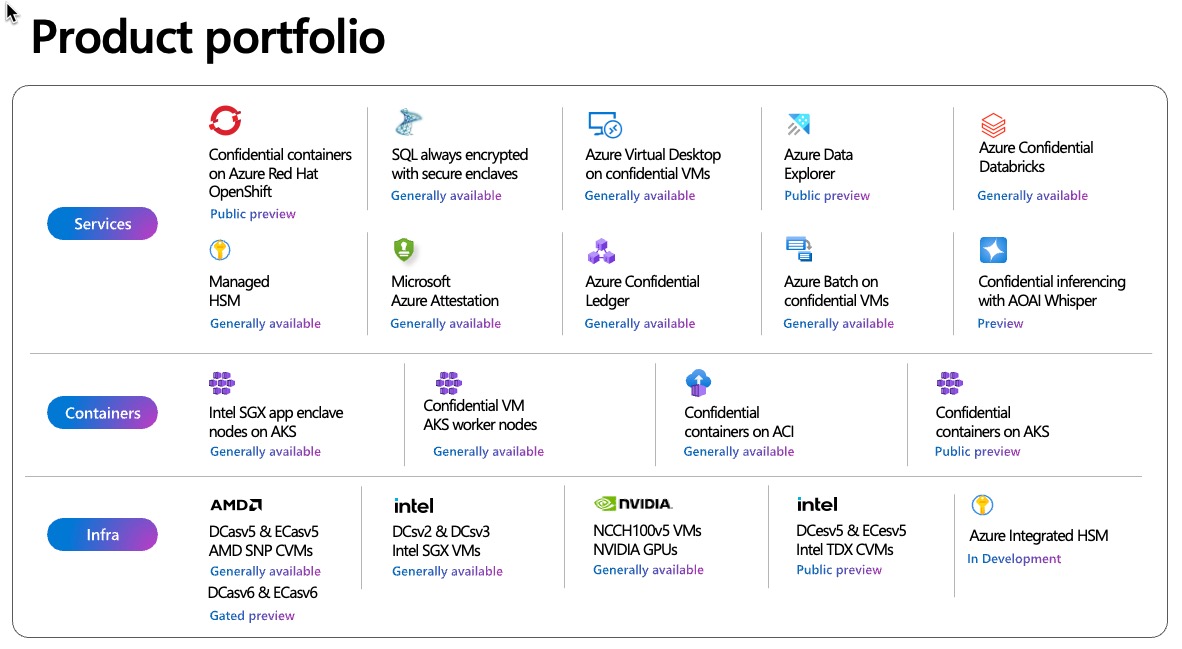 Product portfolio
Services
Confidential containers
on Azure Red Hat
OpenShift
Public preview
SQL always encrypted
with secure enclaves
Generally available
Azure Virtual Desktop
on confidential VMs
Generally available
Azure Data
Explorer
Public preview
Azure Confidential
Databricks
Generally available
Managed
HSM
Generally available
Microsoft
Azure Attestation
Generally available
Azure Confidential
Ledger
Generally available
Azure Batch on
confidential VMs
Generally available
Confidential inferencing
with AOAI Whisper
Preview
Containers
Intel SGX app enclave
nodes on AKS
Generally available
Confidential VM
AKS worker nodes
Generally available
Confidential
containers on ACI
Generally available
Confidential
containers on AKS
Public preview
Infra
AMD
DCasv5 & ECasv5
AMD SNP CVMs
Generally available
DCasv6 & ECasv6
Gated preview
intel
DCsv2 & DCsv3
Intel SGX VMs
Generally available
NVIDIA.
NCCH100v5 VMs
NVIDIA GPUs
Generally available
intel
DCesv5 & ECesv5
Intel TDX CVMs
Public preview
Azure Integrated HSM
In Development